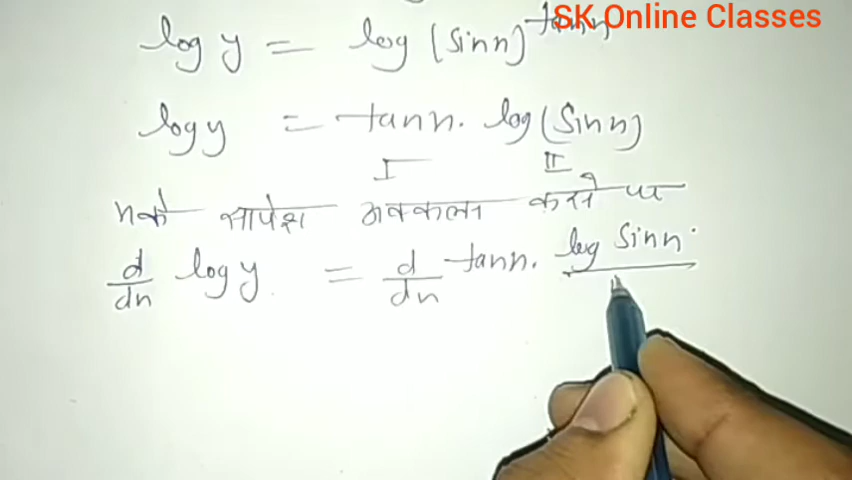 SK Online Classes
log y = log (sinn)^tann
log y = tann. log (sinn)
I II
nके सापेक्ष अवकलन करने पर
d/dn log y = d/dn tann. log sinn.